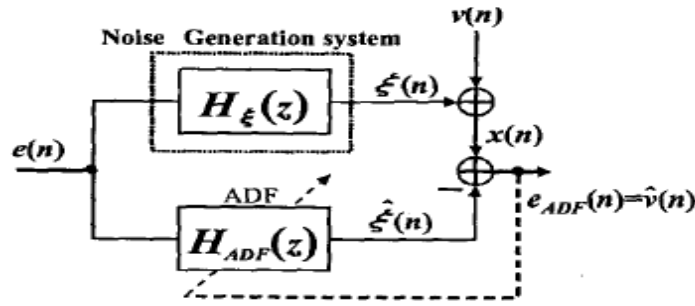 v(n)
Noise Generation system
H_ξ(z)
ξ(n)
x(n)
e(n)
ADF
H_ADF(z)
ξ̂(n)
e_ADF(n)=v̂(n)